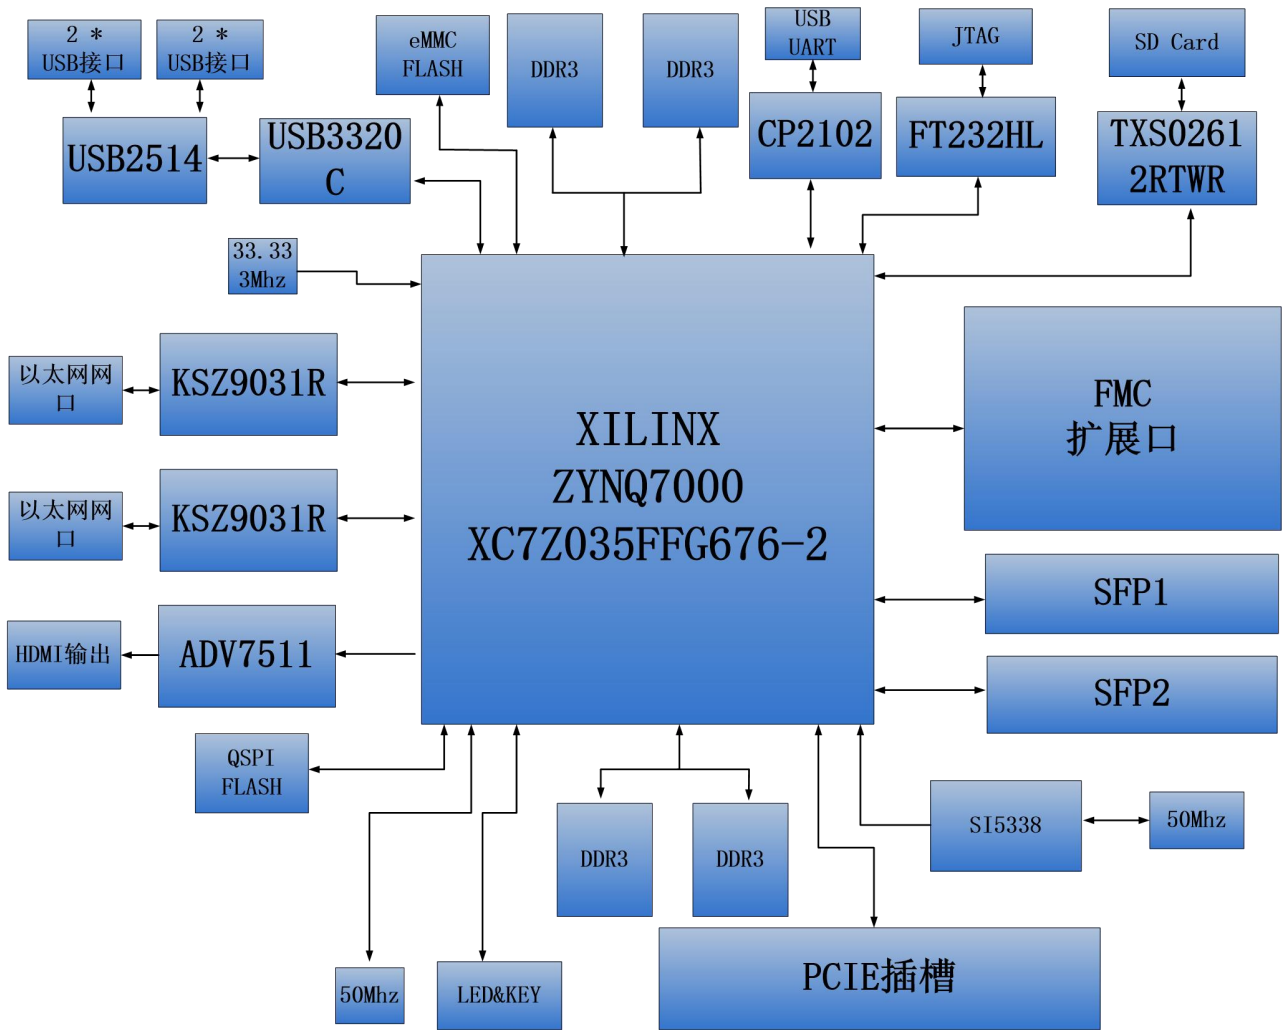 2 *
USB接口
2 *
USB接口
eMMC
FLASH
DDR3
DDR3
USB
UART
JTAG
SD Card
USB2514
USB3320
C
CP2102
FT232HL
TXS0261
2RTWR
33.33
3Mhz
以太网网
口
KSZ9031R
以太网网
口
KSZ9031R
HDMI输出
ADV7511
XILINX
ZYNQ7000
XC7Z035FFG676-2
FMC
扩展口
SFP1
SFP2
QSPI
FLASH
DDR3
DDR3
SI5338
50Mhz
50Mhz
LED&KEY
PCIE插槽